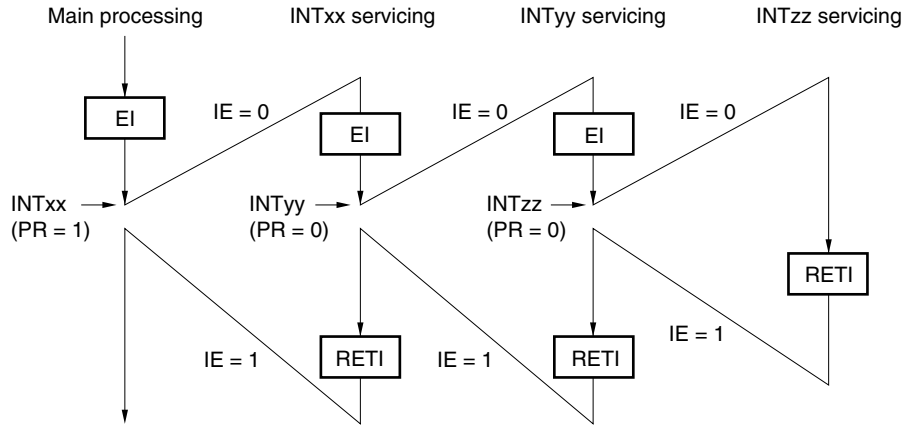 Main processing
INTxx servicing
INTyy servicing
INTzz servicing
EI
IE = 0
EI
IE = 0
EI
IE = 0
INTxx
(PR = 1)
INTyy
(PR = 0)
INTzz
(PR = 0)
RETI
IE = 1
RETI
IE = 1
RETI
IE = 1